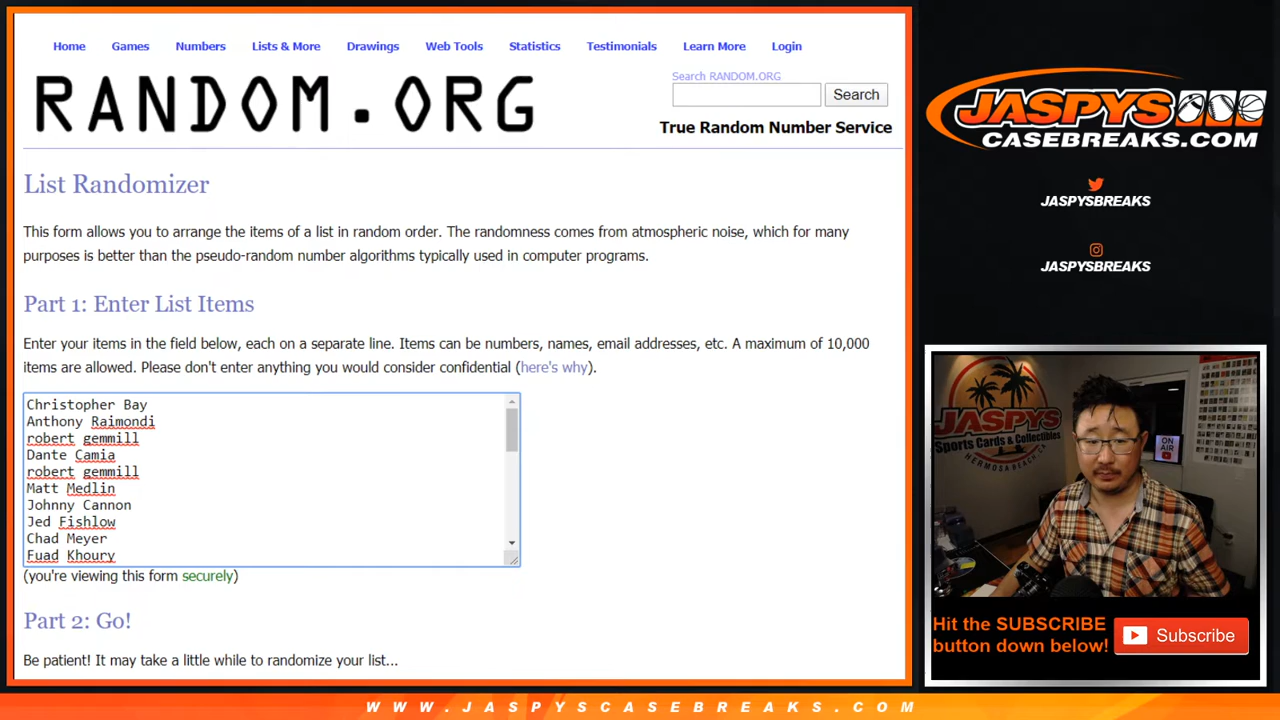 Home Games Numbers Lists & More Drawings Web Tools Statistics Testimonials Learn More Login
RANDOM.ORG
Search RANDOM.ORG
Search
True Random Number Service
List Randomizer
This form allows you to arrange the items of a list in random order. The randomness comes from atmospheric noise, which for many
purposes is better than the pseudo-random number algorithms typically used in computer programs.
Part 1: Enter List Items
Enter your items in the field below, each on a separate line. Items can be numbers, names, email addresses, etc. A maximum of 10,000
items are allowed. Please don't enter anything you would consider confidential (here's why).
Christopher Bay
Anthony Raimondi
robert gemmill
Dante Camia
robert gemmill
Matt Medlin
Johnny Cannon
Jed Fishlow
Chad Meyer
Fuad Khoury
(you're viewing this form securely)
Part 2: Go!
Be patient! It may take a little while to randomize your list...
JASPYS
CASEBREAKS.COM
JASPYSBREAKS
JASPYSBREAKS
JASPYS
Sports Cards & Collectibles
HERMOSA BEACH, CA
ON
AIR
Hit the SUBSCRIBE
button down below!
Subscribe
WWW.JASPYSCASEBREAKS.COM